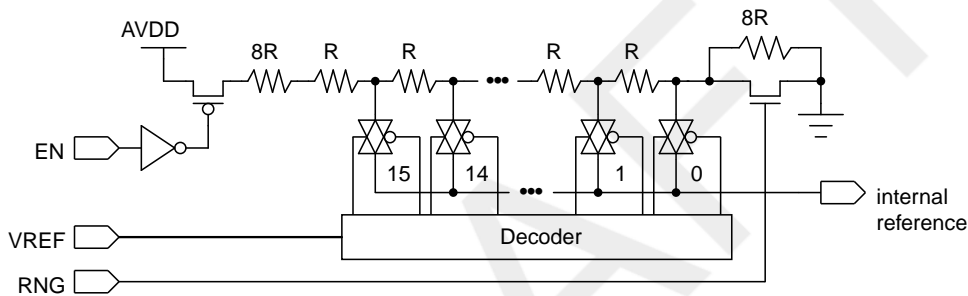 8R
AVDD
8R R R R R
EN
15 14 1 0
internal
reference
VREF
Decoder
RNG